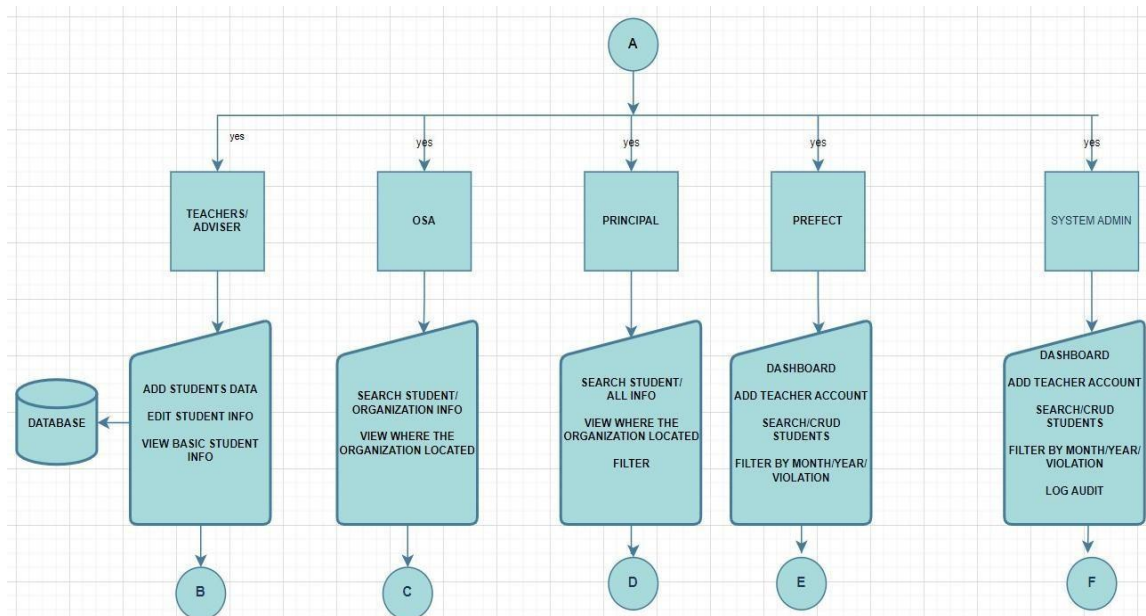 A
yes
yes
yes
yes
yes
TEACHERS/
ADVISER
OSA
PRINCIPAL
PREFECT
SYSTEM ADMIN
DATABASE
ADD STUDENTS DATA
EDIT STUDENT INFO
VIEW BASIC STUDENT
INFO
SEARCH STUDENT/
ORGANIZATION INFO
VIEW WHERE THE
ORGANIZATION LOCATED
SEARCH STUDENT/
ALL INFO
VIEW WHERE THE
ORGANIZATION LOCATED
FILTER
DASHBOARD
ADD TEACHER ACCOUNT
SEARCH/CRUD
STUDENTS
FILTER BY MONTH/YEAR/
VIOLATION
DASHBOARD
ADD TEACHER ACCOUNT
SEARCH/CRUD
STUDENTS
FILTER BY MONTH/YEAR/
VIOLATION
LOG AUDIT
B
C
D
E
F